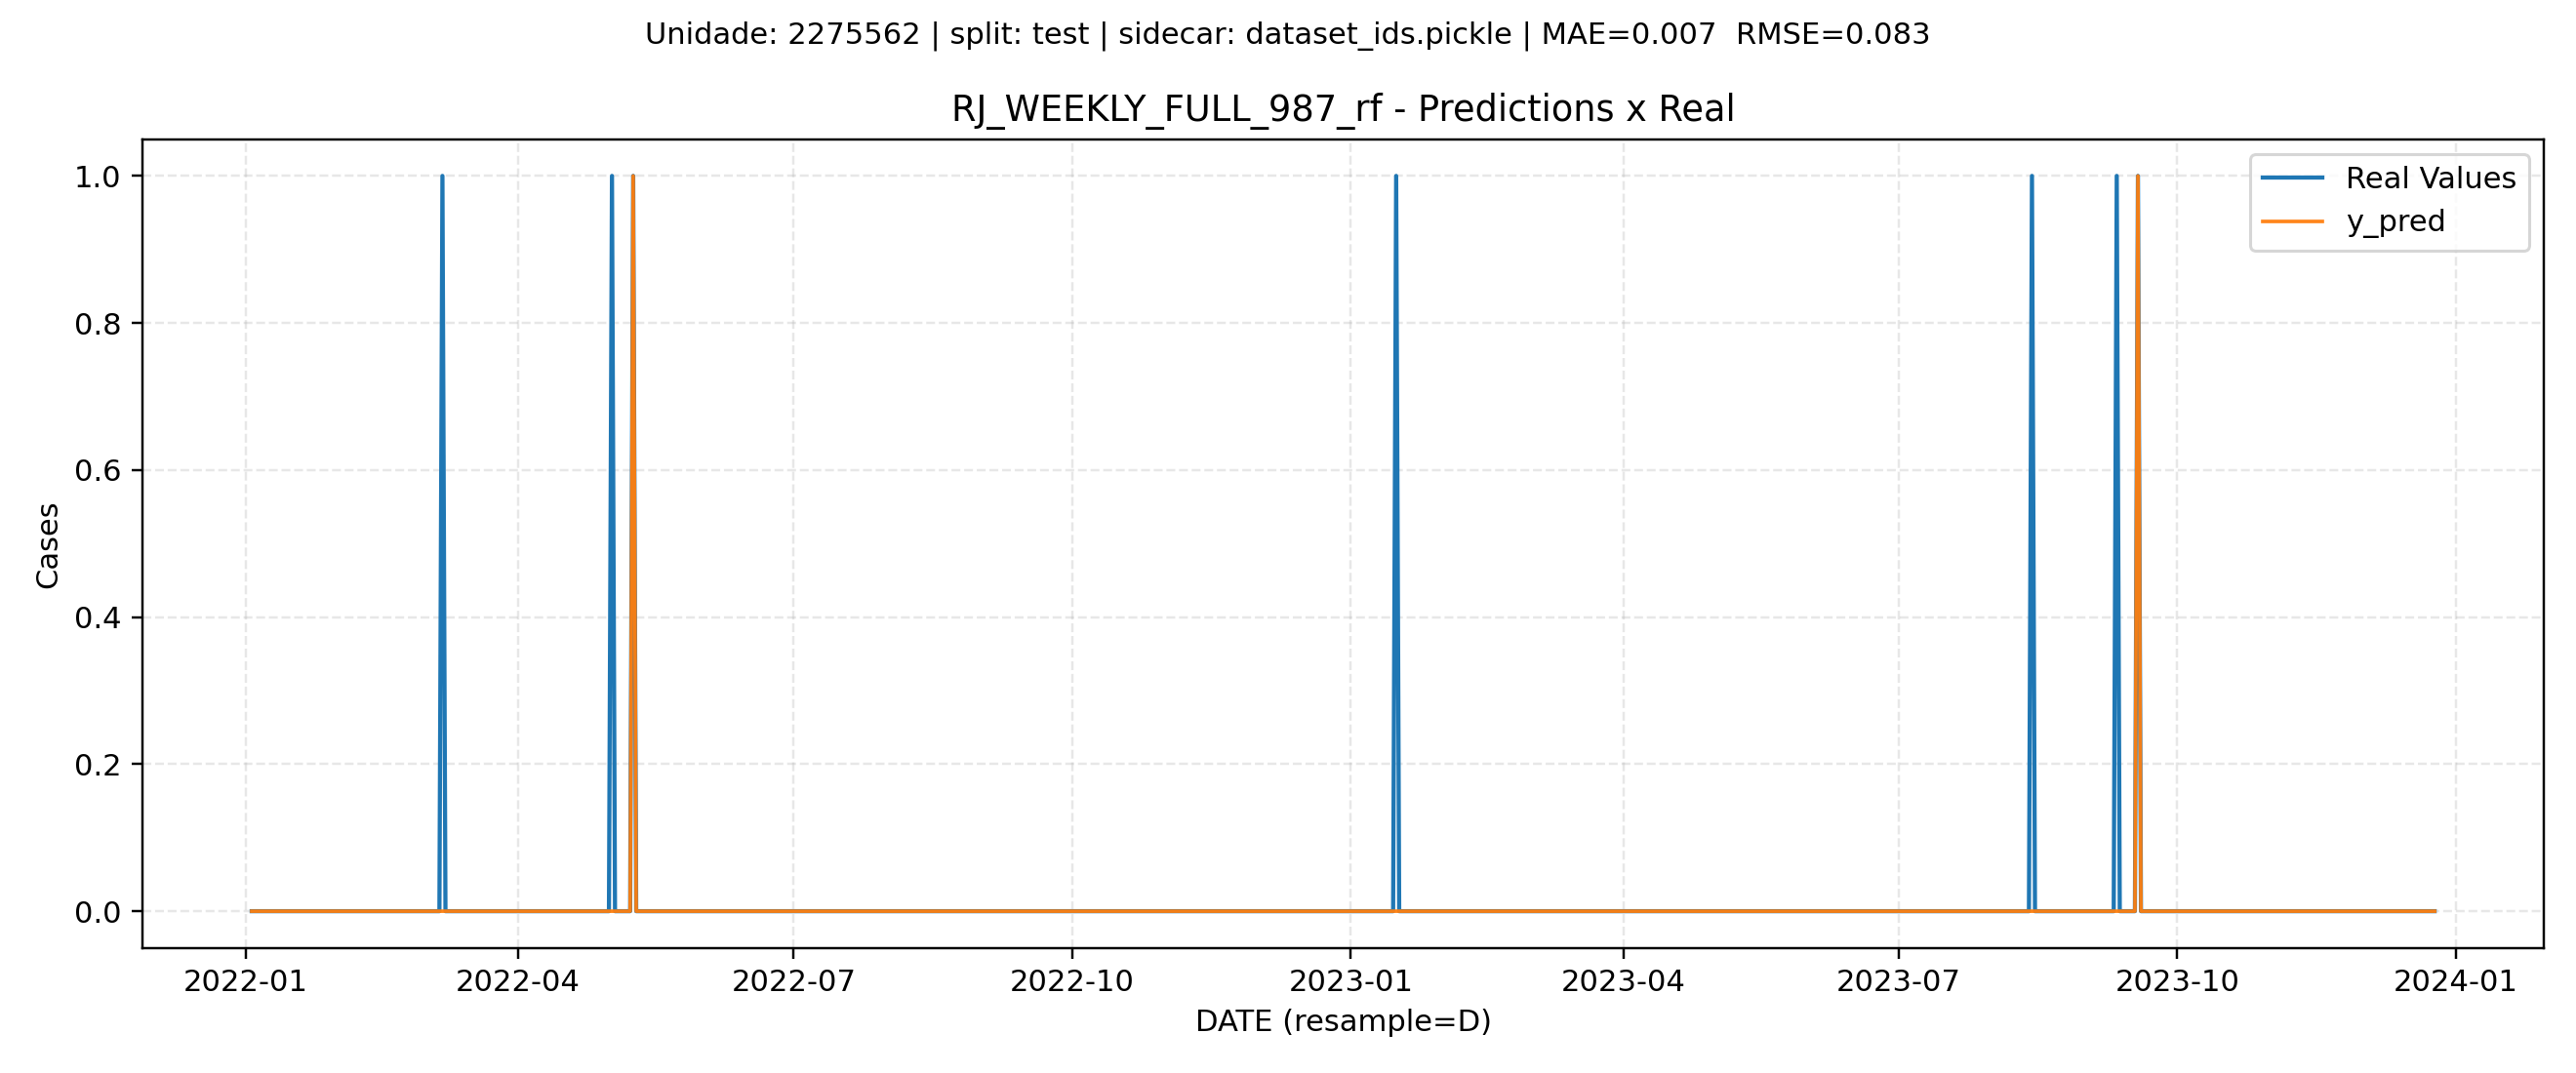 Unidade: 2275562 | split: test | sidecar: dataset_ids.pickle | MAE=0.007  RMSE=0.083
RJ_WEEKLY_FULL_987_rf - Predictions x Real
Real Values
y_pred
1.0
0.8
0.6
0.4
0.2
0.0
Cases
2022-01
2022-04
2022-07
2022-10
2023-01
2023-04
2023-07
2023-10
2024-01
DATE (resample=D)